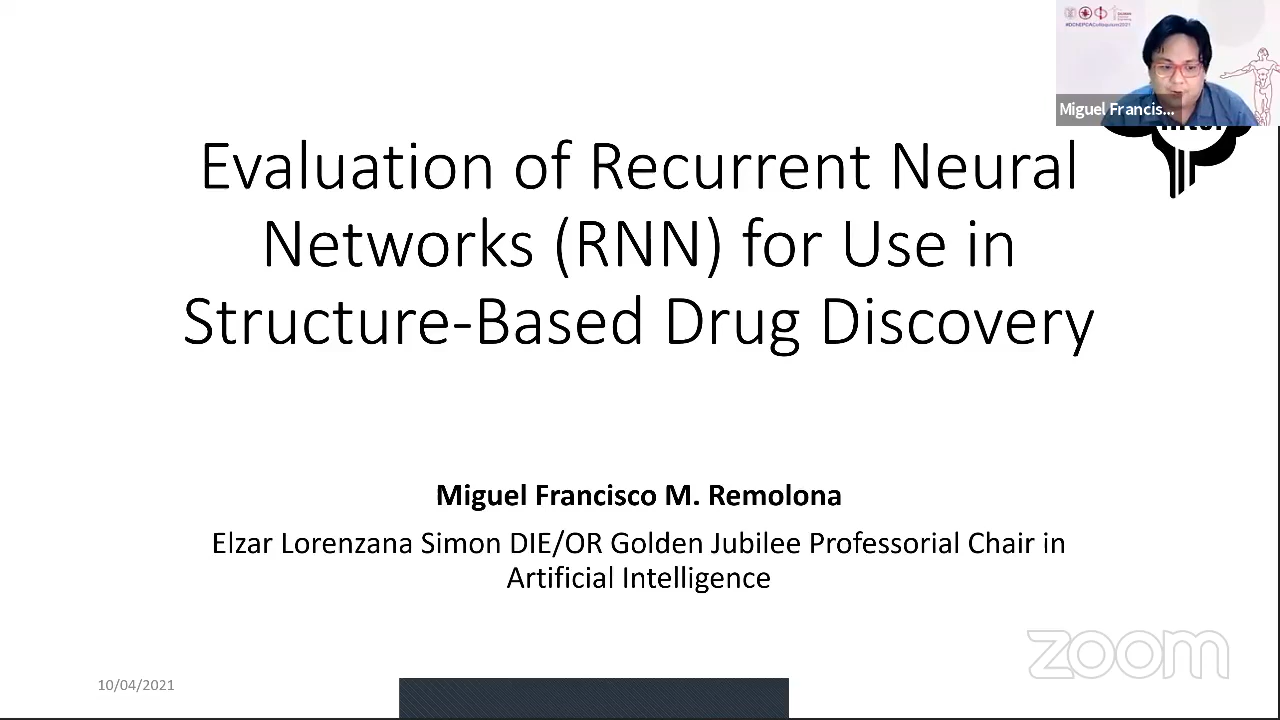 #DChEPCAColloquium2021
Miguel Francis...
Evaluation of Recurrent Neural
Networks (RNN) for Use in
Structure-Based Drug Discovery
Miguel Francisco M. Remolona
Elzar Lorenzana Simon DIE/OR Golden Jubilee Professorial Chair in
Artificial Intelligence
zoom
10/04/2021